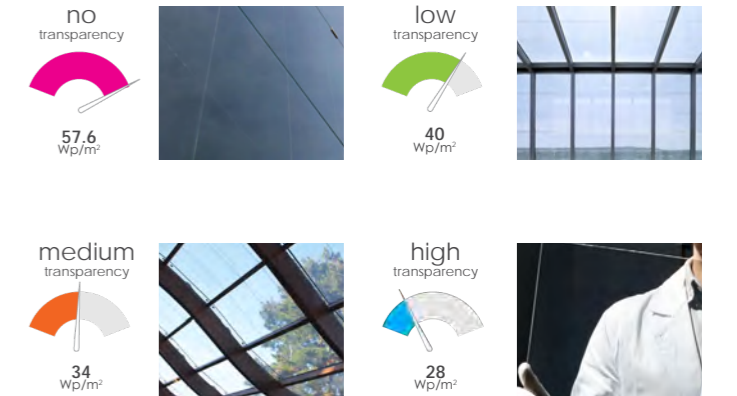 no
transparency
57.6
Wp/m²
low
transparency
40
Wp/m²
medium
transparency
34
Wp/m²
high
transparency
28
Wp/m²